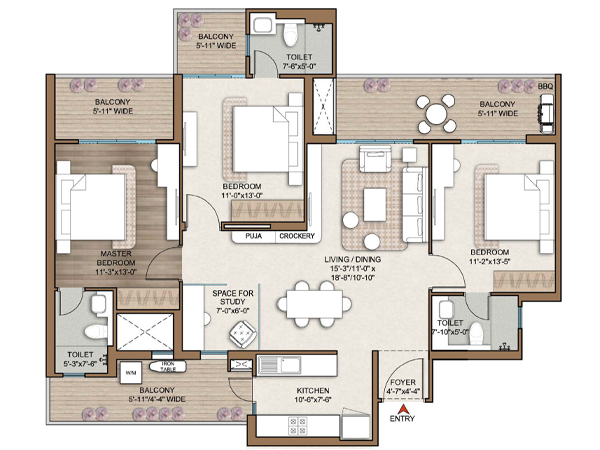 BALCONY
5'-11" WIDE
TOILET
7'-6"x5'-0"
BALCONY
5'-11" WIDE
BBQ
BALCONY
5'-11" WIDE
BEDROOM
11'-0"x13'-0"
MASTER
BEDROOM
11'-3"x13'-0"
PUJA
CROCKERY
LIVING / DINING
15'-3"/11'-0" x
18'-8"/10'-10"
BEDROOM
11'-2"x13'-5"
SPACE FOR
STUDY
7'-0"x6'-0"
TOILET
7'-10"x5'-0"
TOILET
5'-3"x7'-6"
W/M
IRON
TABLE
BALCONY
5'-11"/4'-4" WIDE
KITCHEN
10'-6"x7'-6"
FOYER
4'-7"x4'-4"
ENTRY